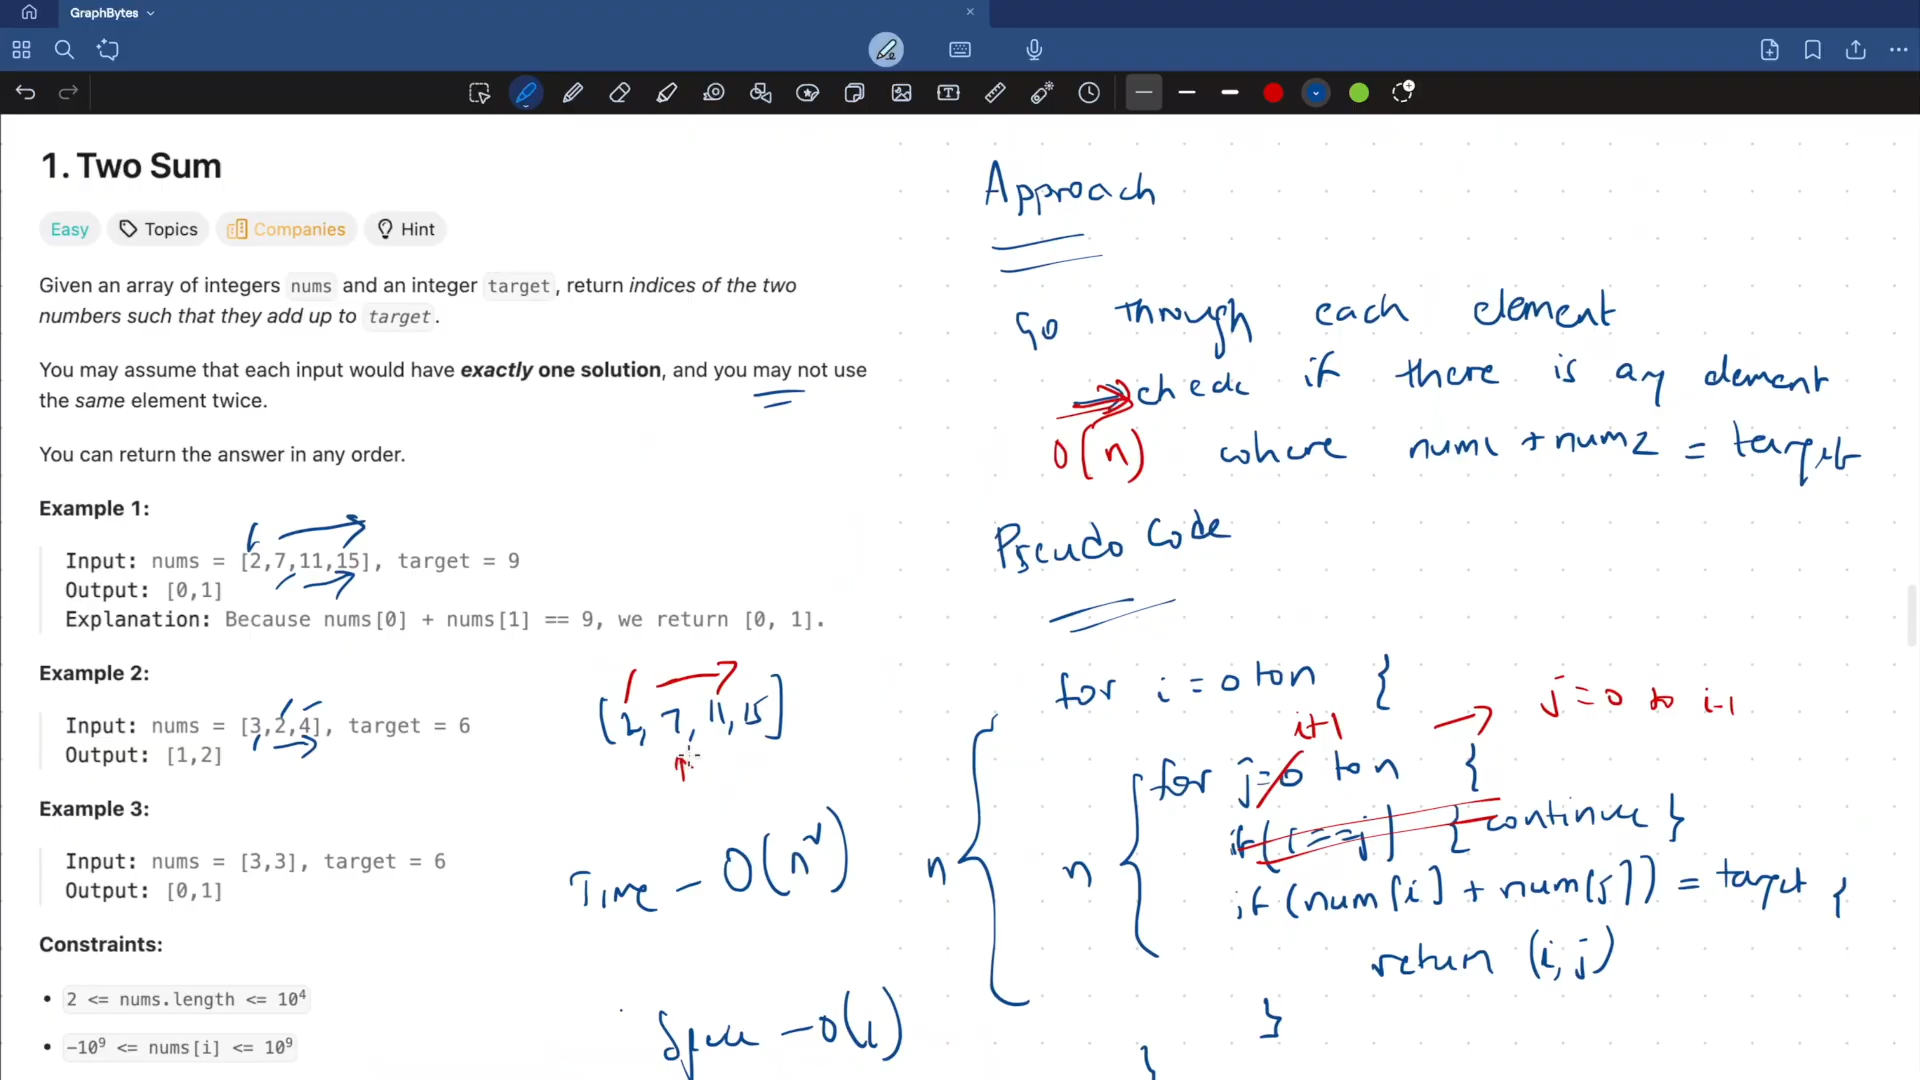 GraphBytes
1. Two Sum
Easy Topics Companies Hint
Given an array of integers nums and an integer target, return indices of the two
numbers such that they add up to target.
You may assume that each input would have exactly one solution, and you may not use
the same element twice.
You can return the answer in any order.
Example 1:
Input: nums = [2,7,11,15], target = 9
Output: [0,1]
Explanation: Because nums[0] + nums[1] == 9, we return [0, 1].
Example 2:
Input: nums = [3,2,4], target = 6
Output: [1,2]
Example 3:
Input: nums = [3,3], target = 6
Output: [0,1]
Constraints:
• 2 <= nums.length <= 10⁴
• -10⁹ <= nums[i] <= 10⁹
[2, 7, 11, 15]
Time - O(n²)
Space - O(1)
Approach
Go through each element
check if there is any element
O(n) where num1 + num2 = target
Pseudo Code
for i = 0 to n {
i+1 → j = 0 to i-1
n n for j=0 to n {
if (i==j) { continue }
if (num[i] + num[j]) = target {
return (i,j)
}
}